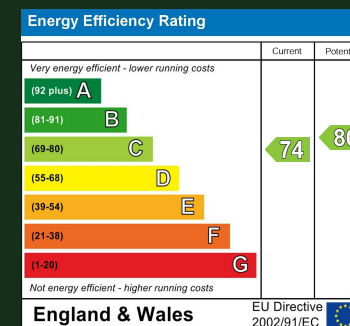 Energy Efficiency Rating
Current
Very energy efficient - lower running costs
(92 plus) A
(81-91) B
(69-80) C
74
(55-68) D
(39-54) E
(21-38) F
(1-20) G
Not energy efficient - higher running costs
England & Wales
EU Directive
2002/91/EC